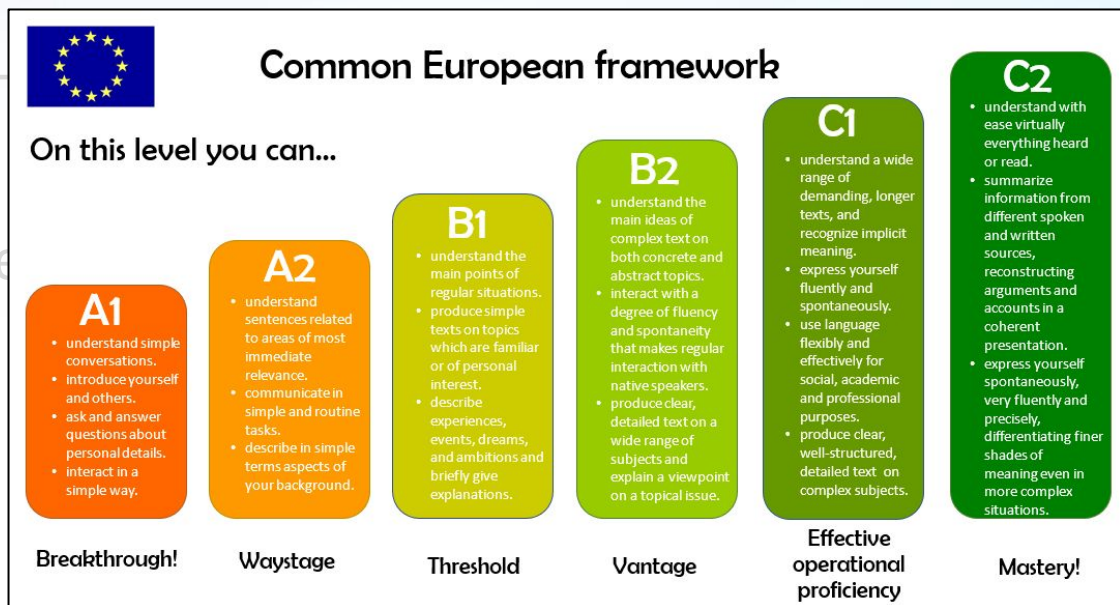 Common European framework
On this level you can...
A1
• understand simple
conversations.
• introduce yourself
and others.
• ask and answer
questions about
personal details.
• interact in a
simple way.
Breakthrough!
A2
• understand
sentences related
to areas of most
immediate
relevance.
• communicate in
simple and routine
tasks.
• describe in simple
terms aspects of
your background.
Waystage
B1
• understand the
main points of
regular situations.
• produce simple
texts on topics
which are familiar
or of personal
interest.
• describe
experiences,
events, dreams,
and ambitions and
briefly give
explanations.
Threshold
B2
• understand the
main ideas of
complex text on
both concrete and
abstract topics.
• interact with a
degree of fluency
and spontaneity
that makes regular
interaction with
native speakers.
• produce clear,
detailed text on a
wide range of
subjects and
explain a viewpoint
on a topical issue.
Vantage
C1
• understand a wide
range of
demanding, longer
texts, and
recognize implicit
meaning.
• express yourself
fluently and
spontaneously.
• use language
flexibly and
effectively for
social, academic
and professional
purposes.
• produce clear,
well-structured,
detailed text on
complex subjects.
Effective
operational
proficiency
C2
• understand with
ease virtually
everything heard
or read.
• summarize
information from
different spoken
and written
sources,
reconstructing
arguments and
accounts in a
coherent
presentation.
• express yourself
spontaneously,
very fluently and
precisely,
differentiating finer
shades of
meaning even in
more complex
situations.
Mastery!